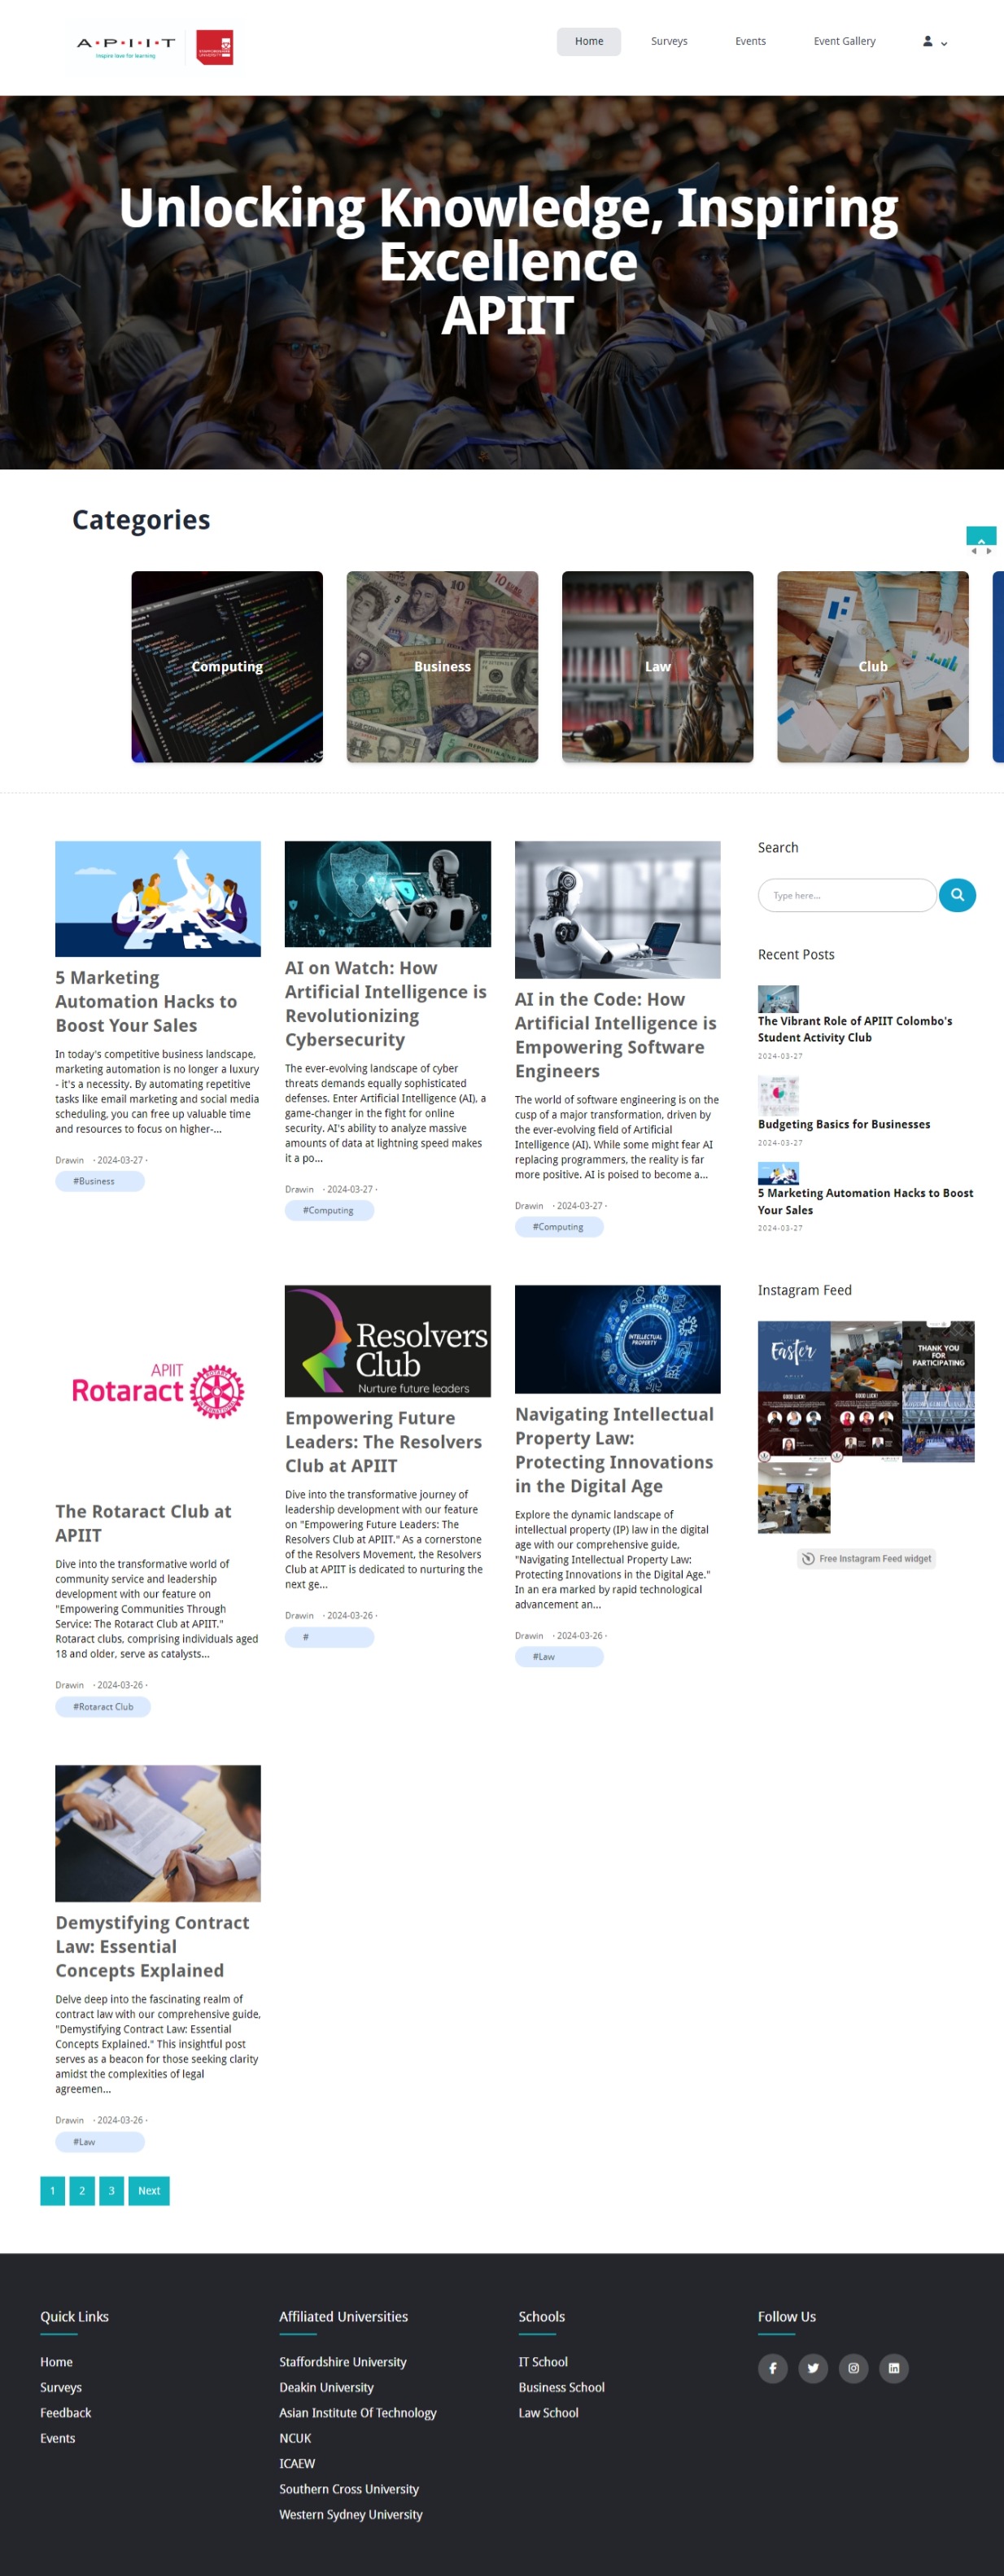 A·P·I·I·T
Inspire love for learning
STAFFORDSHIRE
UNIVERSITY
Home
Surveys
Events
Event Gallery
Unlocking Knowledge, Inspiring
Excellence
APIIT
Categories
Computing
Business
Law
Club
5 Marketing
Automation Hacks to
Boost Your Sales
In today's competitive business landscape,
marketing automation is no longer a luxury
- it's a necessity. By automating repetitive
tasks like email marketing and social media
scheduling, you can free up valuable time
and resources to focus on higher-...
Drawin · 2024-03-27 ·
#Business
AI on Watch: How
Artificial Intelligence is
Revolutionizing
Cybersecurity
The ever-evolving landscape of cyber
threats demands equally sophisticated
defenses. Enter Artificial Intelligence (AI), a
game-changer in the fight for online
security. AI's ability to analyze massive
amounts of data at lightning speed makes
it a po...
Drawin · 2024-03-27 ·
#Computing
AI in the Code: How
Artificial Intelligence is
Empowering Software
Engineers
The world of software engineering is on the
cusp of a major transformation, driven by
the ever-evolving field of Artificial
Intelligence (AI). While some might fear AI
replacing programmers, the reality is far
more positive. AI is poised to become a...
Drawin · 2024-03-27 ·
#Computing
Search
Type here...
Recent Posts
The Vibrant Role of APIIT Colombo's
Student Activity Club
2024-03-27
Budgeting Basics for Businesses
2024-03-27
5 Marketing Automation Hacks to Boost
Your Sales
2024-03-27
APIIT
Rotaract
The Rotaract Club at
APIIT
Dive into the transformative world of
community service and leadership
development with our feature on
"Empowering Communities Through
Service: The Rotaract Club at APIIT."
Rotaract clubs, comprising individuals aged
18 and older, serve as catalysts...
Drawin · 2024-03-26 ·
#Rotaract Club
Resolvers
Club
Nurture future leaders
Empowering Future
Leaders: The Resolvers
Club at APIIT
Dive into the transformative journey of
leadership development with our feature
on "Empowering Future Leaders: The
Resolvers Club at APIIT." As a cornerstone
of the Resolvers Movement, the Resolvers
Club at APIIT is dedicated to nurturing the
next ge...
Drawin · 2024-03-26 ·
#
INTELLECTUAL
PROPERTY
Navigating Intellectual
Property Law:
Protecting Innovations
in the Digital Age
Explore the dynamic landscape of
intellectual property (IP) law in the digital
age with our comprehensive guide,
"Navigating Intellectual Property Law:
Protecting Innovations in the Digital Age."
In an era marked by rapid technological
advancement an...
Drawin · 2024-03-26 ·
#Law
Instagram Feed
Easter
THANK YOU
FOR
PARTICIPATING
GOOD LUCK!
GOOD LUCK!
Free Instagram Feed widget
Demystifying Contract
Law: Essential
Concepts Explained
Delve deep into the fascinating realm of
contract law with our comprehensive guide,
"Demystifying Contract Law: Essential
Concepts Explained." This insightful post
serves as a beacon for those seeking clarity
amidst the complexities of legal
agreemen...
Drawin · 2024-03-26 ·
#Law
1
2
3
Next
Quick Links
Home
Surveys
Feedback
Events
Affiliated Universities
Staffordshire University
Deakin University
Asian Institute Of Technology
NCUK
ICAEW
Southern Cross University
Western Sydney University
Schools
IT School
Business School
Law School
Follow Us